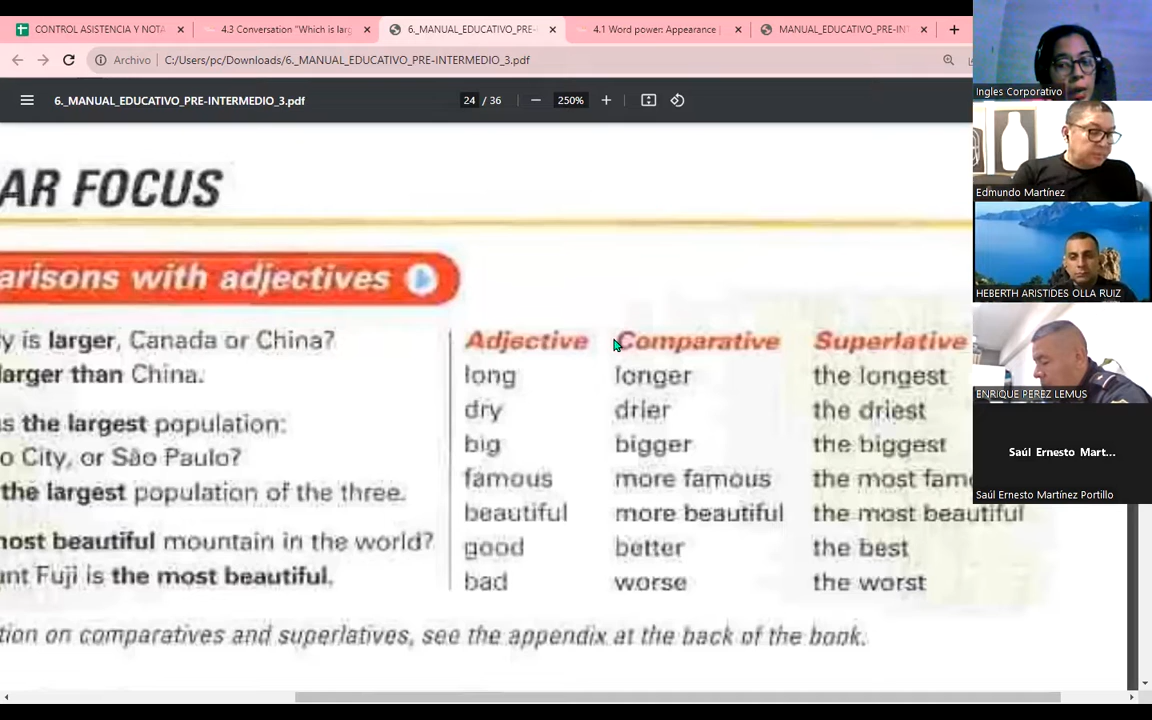 CONTROL ASISTENCIA Y NOTA
4.3 Conversation "Which is larg
6._MANUAL_EDUCATIVO_PRE-
4.1 Word power: Appearance
MANUAL_EDUCATIVO_PRE-INT
Archivo
C:/Users/pc/Downloads/6._MANUAL_EDUCATIVO_PRE-INTERMEDIO_3.pdf
6._MANUAL_EDUCATIVO_PRE-INTERMEDIO_3.pdf
24 / 36
250%
AR FOCUS
arisons with adjectives
y is larger, Canada or China?
larger than China.
s the largest population:
o City, or São Paulo?
the largest population of the three.
nost beautiful mountain in the world?
unt Fuji is the most beautiful.
Adjective Comparative Superlative
long longer the longest
dry drier the driest
big bigger the biggest
famous more famous the most fam
beautiful more beautiful the most beautiful
good better the best
bad worse the worst
tion on comparatives and superlatives, see the appendix at the back of the book.
Ingles Corporativo
Edmundo Martínez
HEBERTH ARISTIDES OLLA RUIZ
ENRIQUE PEREZ LEMUS
Saúl Ernesto Mart...
Saúl Ernesto Martínez Portillo